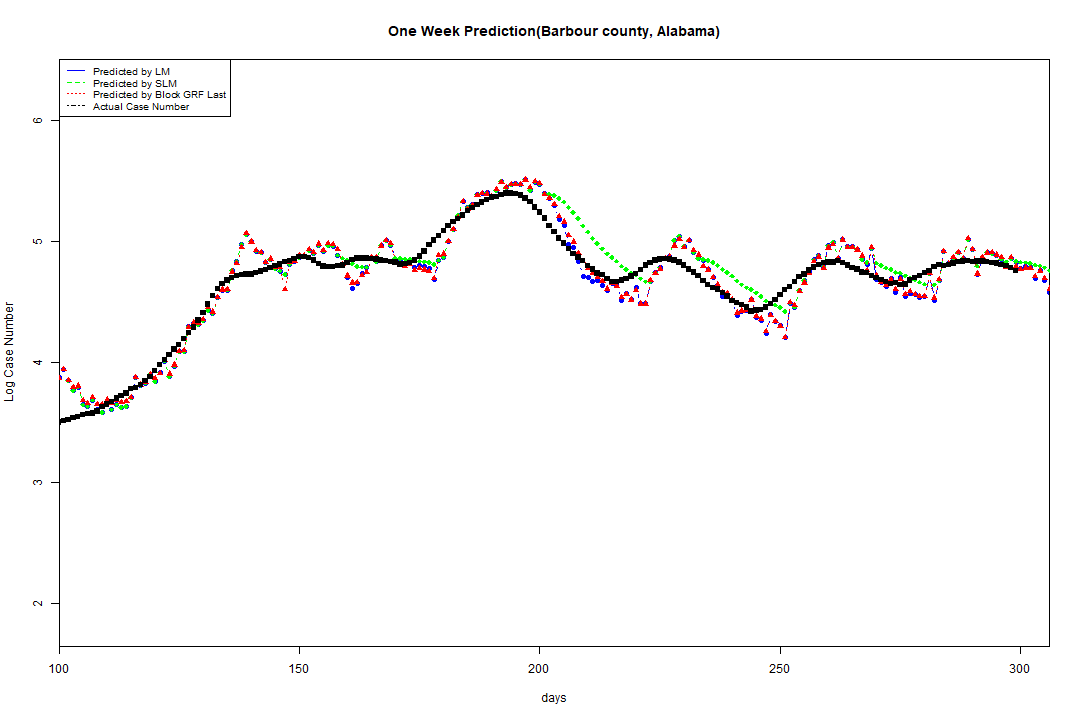 One Week Prediction(Barbour county, Alabama)
Predicted by LM
Predicted by SLM
Predicted by Block GRF Last
Actual Case Number
6
5
4
3
2
Log Case Number
100 150 200 250 300
days